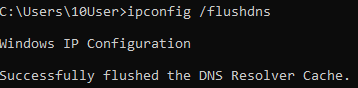 C:\Users\10User>ipconfig /flushdns
Windows IP Configuration
Successfully flushed the DNS Resolver Cache.